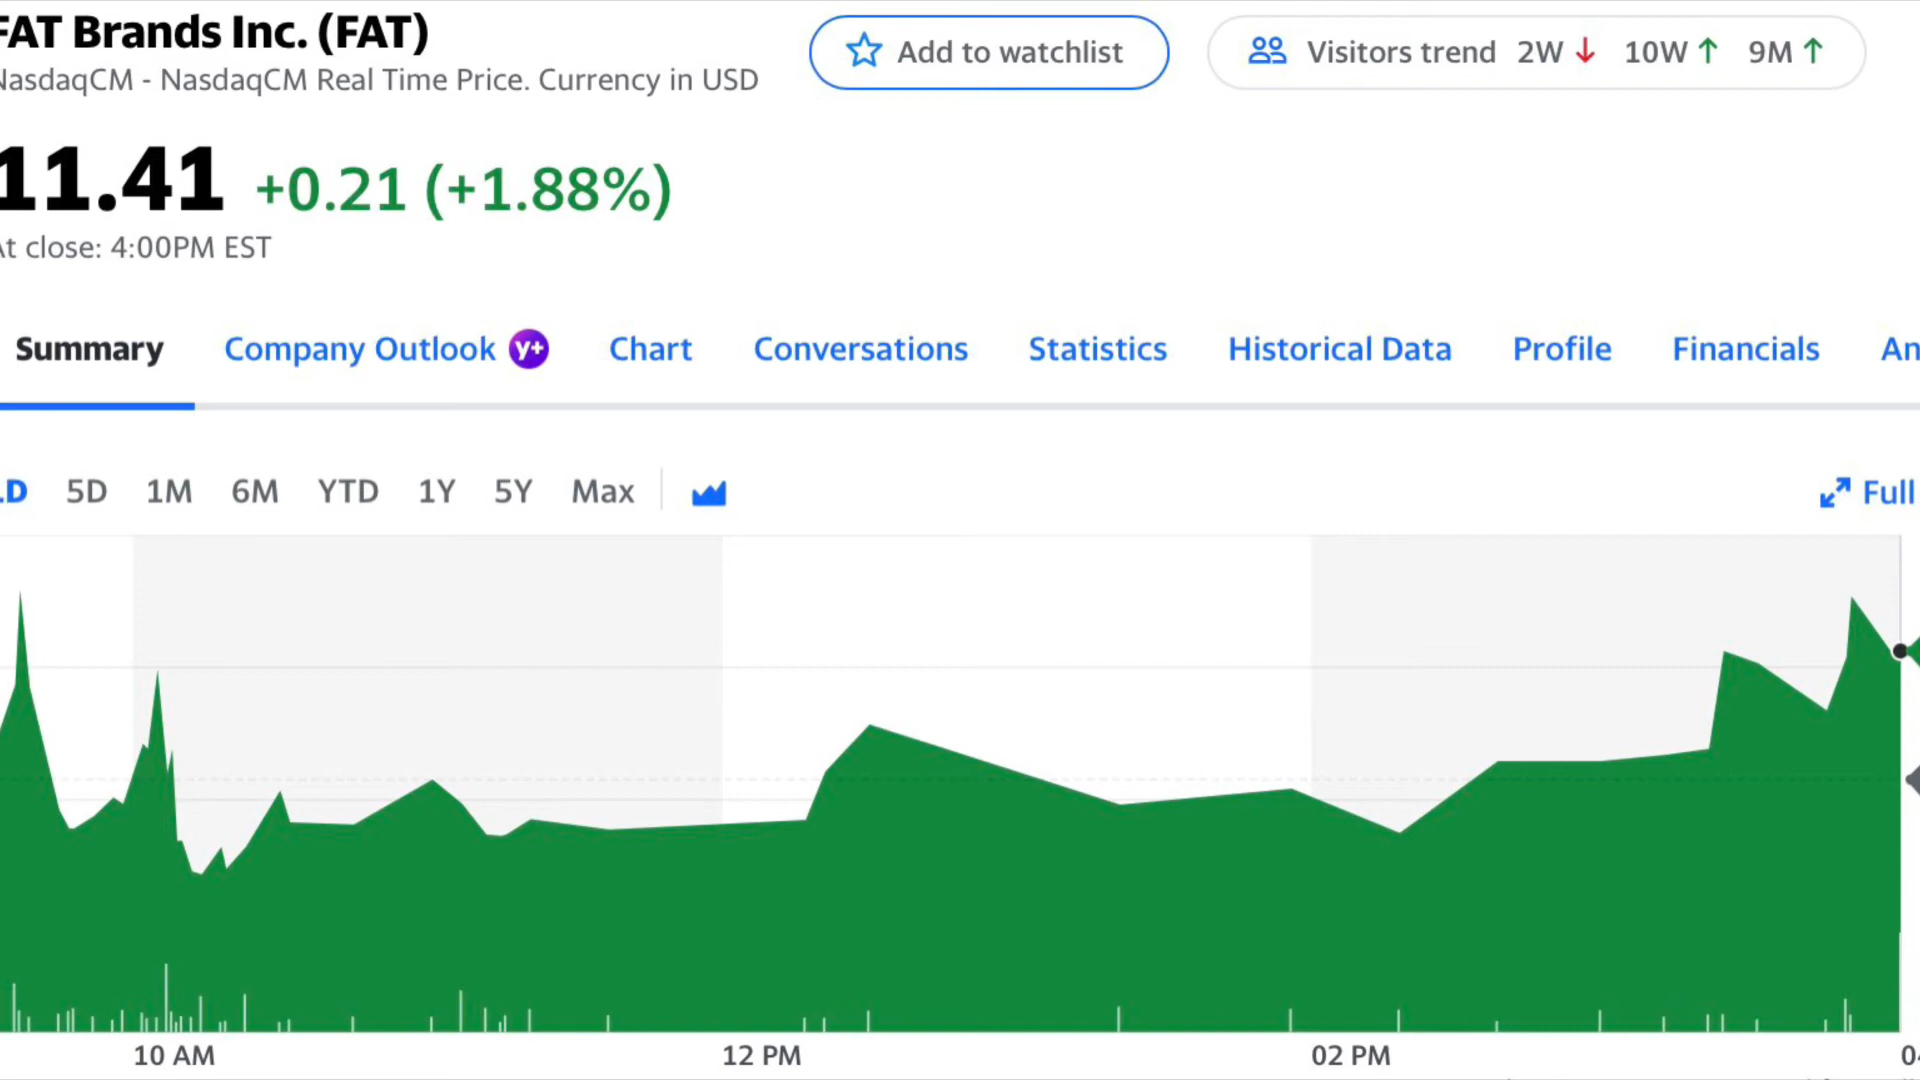 FAT Brands Inc. (FAT)
NasdaqCM - NasdaqCM Real Time Price. Currency in USD
Add to watchlist
Visitors trend 2W 10W 9M
11.41 +0.21 (+1.88%)
At close: 4:00PM EST
Summary Company Outlook y+ Chart Conversations Statistics Historical Data Profile Financials An
1D 5D 1M 6M YTD 1Y 5Y Max
Full
10 AM 12 PM 02 PM